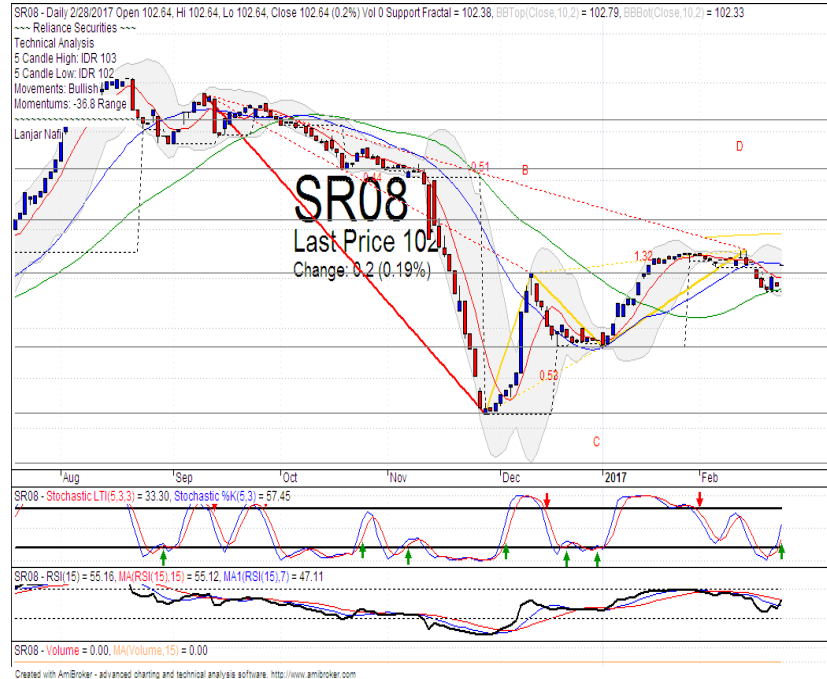 SR08 - Daily 2/28/2017 Open 102.64, Hi 102.64, Lo 102.64, Close 102.64 (0.2%) Vol 0 Support Fractal = 102.38, BBTop(Close,10,2) = 102.79, BBBot(Close,10,2) = 102.33
~~~ Reliance Securities ~~~
Technical Analysis
5 Candle High: IDR 103
5 Candle Low: IDR 102
Movements: Bullish
Momentums: -36.8 Range
Lanjar Nafi
D
0.51
B
0.44
SR08
Last Price 102
Change: 0.2 (0.19%)
1.32
0.53
C
Aug Sep Oct Nov Dec 2017 Feb
SR08 - Stochastic LTI(5,3,3) = 33.30, Stochastic %K(5,3) = 57.45
SR08 - RSI(15) = 55.16, MA(RSI(15),15) = 55.12, MA1(RSI(15),7) = 47.11
SR08 - Volume = 0.00, MA(Volume,15) = 0.00
Created with AmiBroker - advanced charting and technical analysis software. http://www.amibroker.com